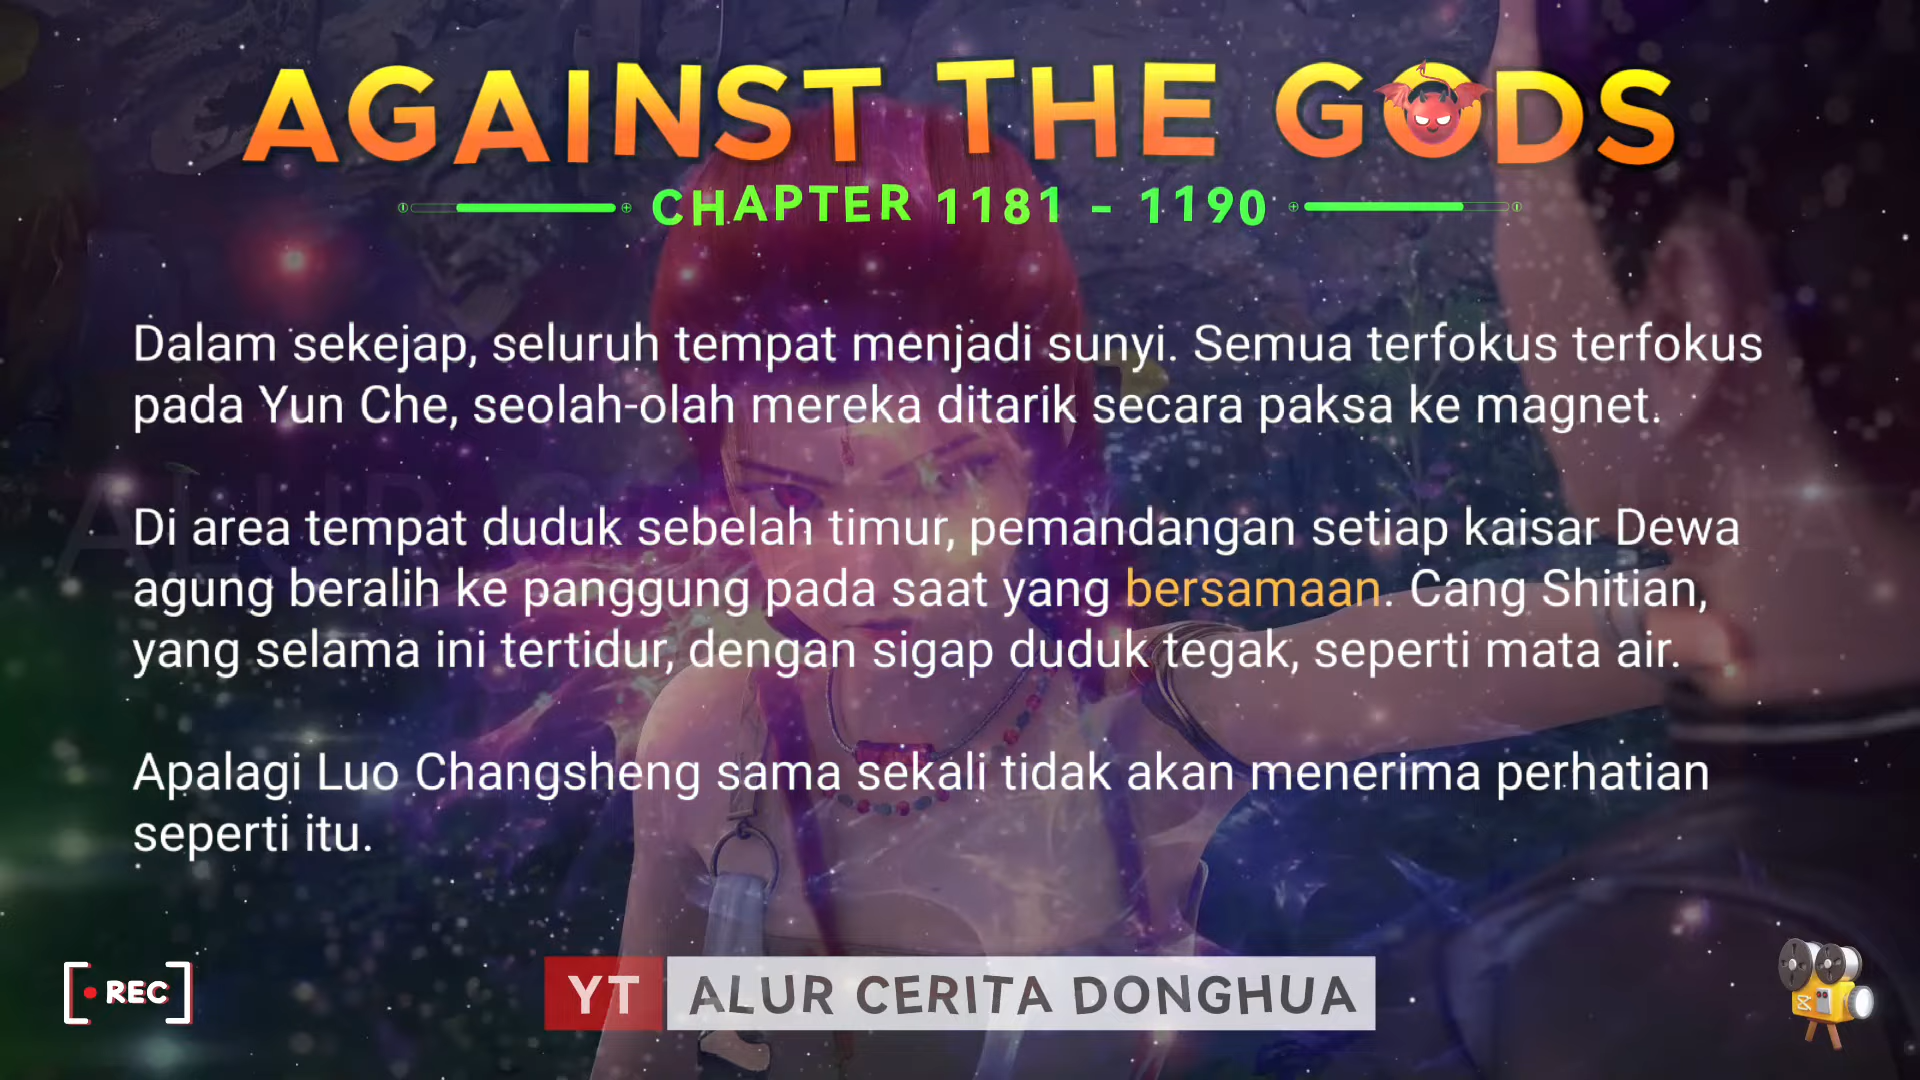 AGAINST THE GODS
CHAPTER 1181 - 1190
Dalam sekejap, seluruh tempat menjadi sunyi. Semua terfokus terfokus
pada Yun Che, seolah-olah mereka ditarik secara paksa ke magnet.
Di area tempat duduk sebelah timur, pemandangan setiap kaisar Dewa
agung beralih ke panggung pada saat yang bersamaan. Cang Shitian,
yang selama ini tertidur, dengan sigap duduk tegak, seperti mata air.
Apalagi Luo Changsheng sama sekali tidak akan menerima perhatian
seperti itu.
REC
YT ALUR CERITA DONGHUA